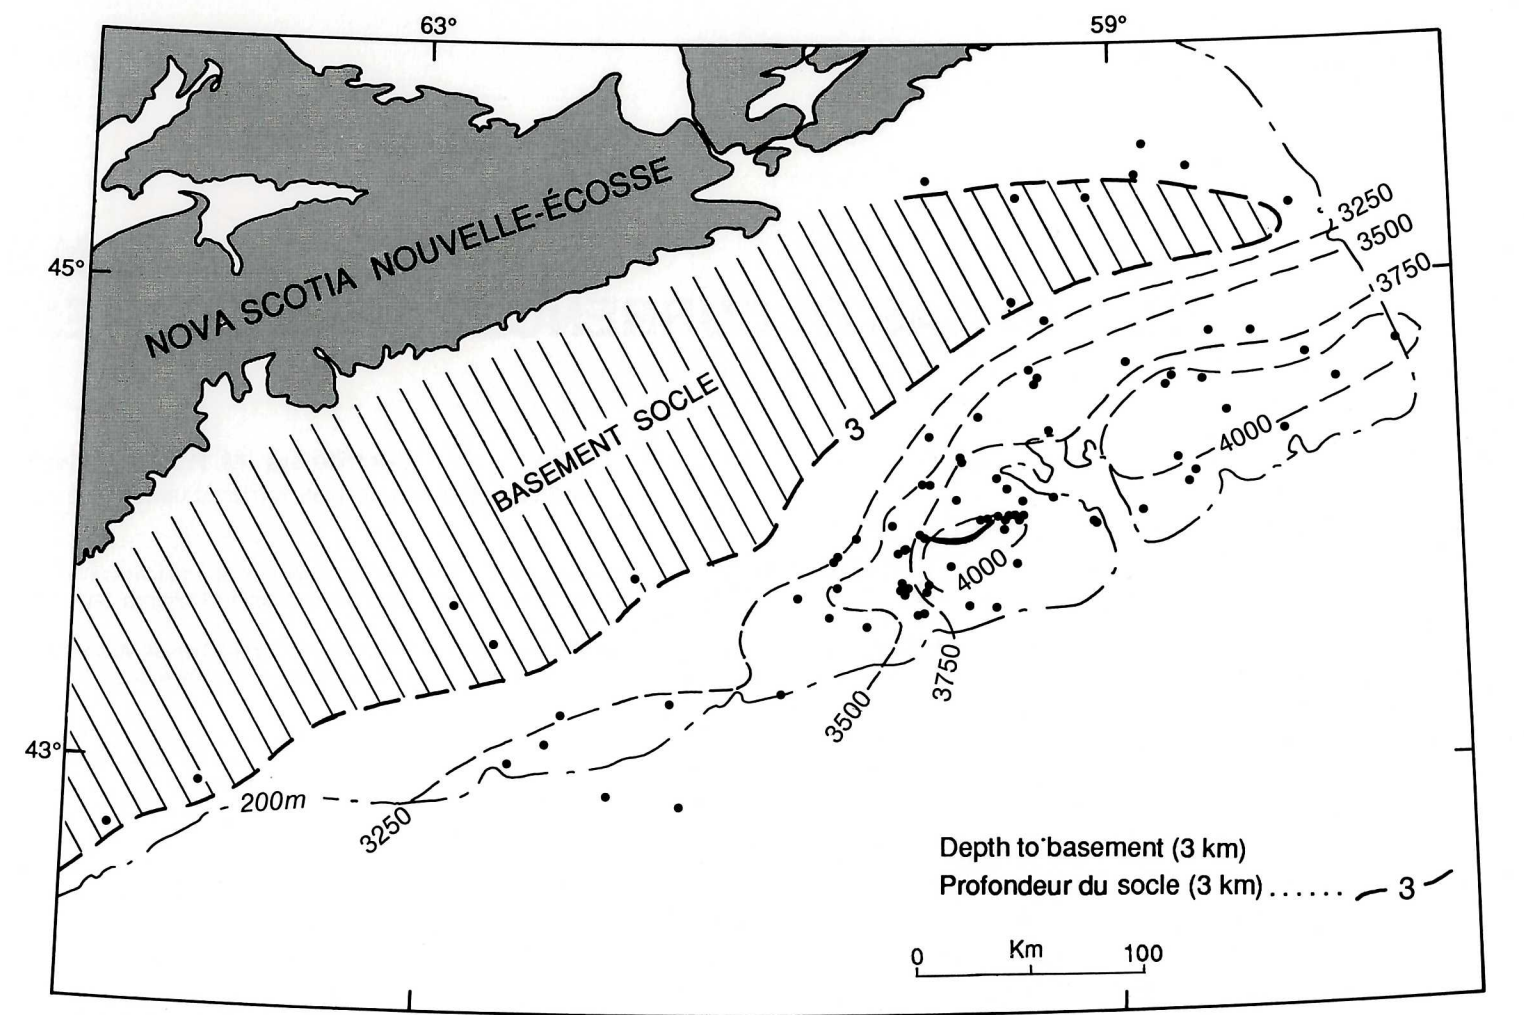 63°
59°
3250
3500
3750
45°
NOVA SCOTIA NOUVELLE-ÉCOSSE
BASEMENT SOCLE
3
4000
4000
3750
3500
43°
200m
3250
Depth to basement (3 km)
Profondeur du socle (3 km) ...... 3
Km
0 100